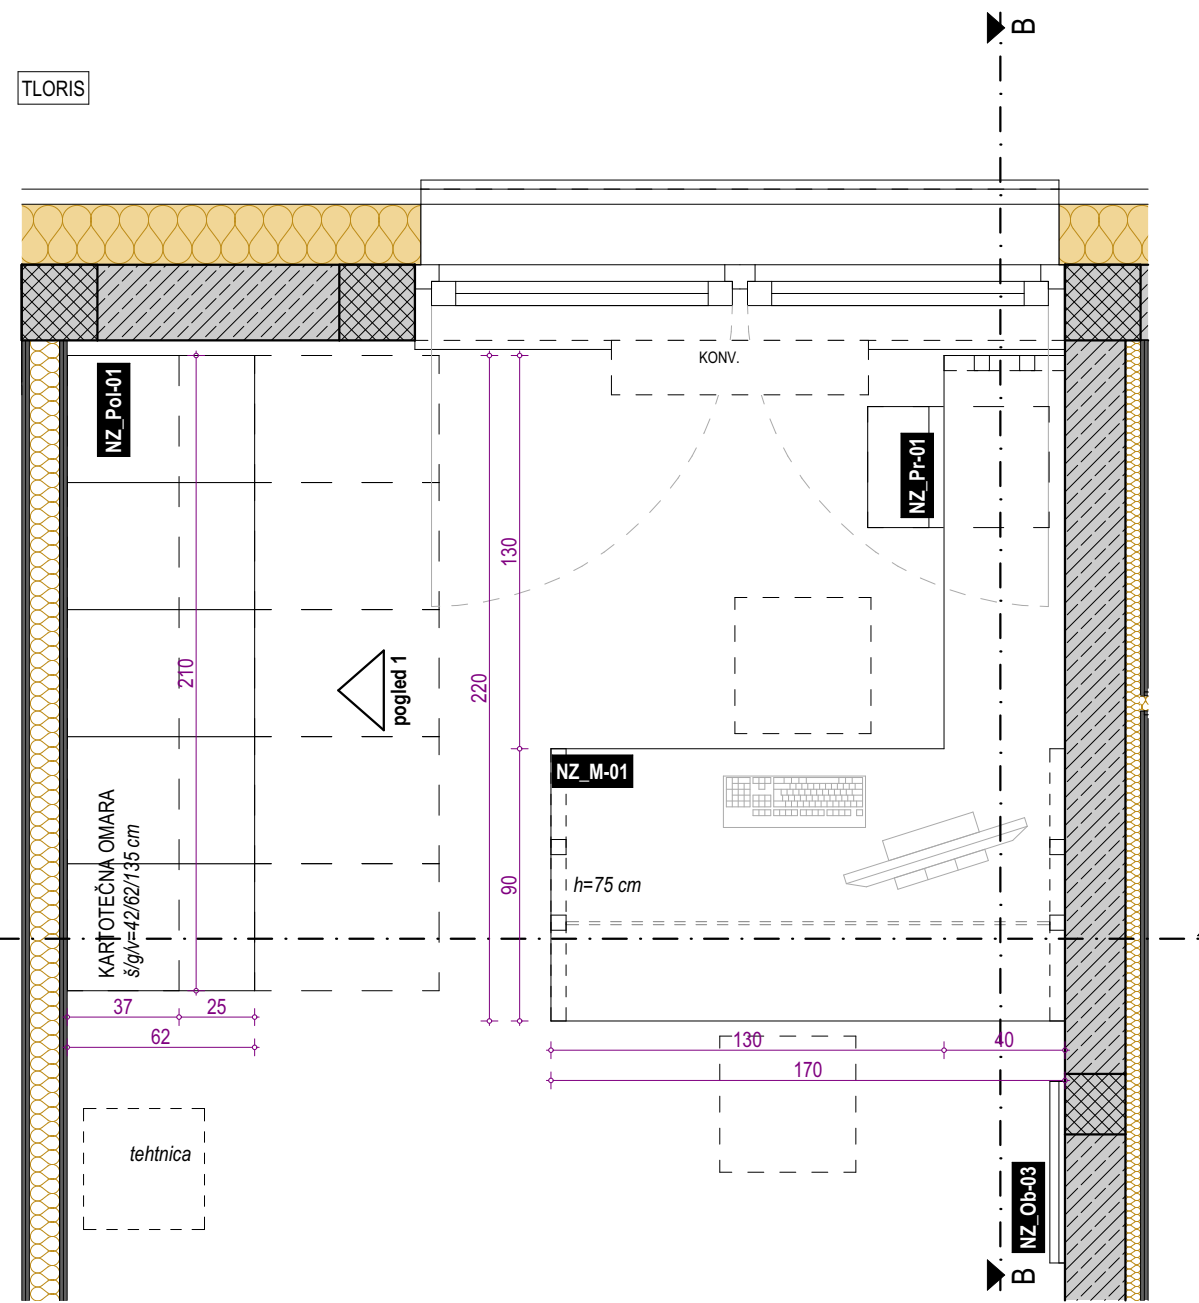 B
TLORIS
KONV.
NZ_Pol-01
NZ_Pr-01
130
210
220
pogled 1
NZ_M-01
KARTOTEČNA OMARA
š/g/v=42/62/135 cm
90
h=75 cm
37
25
62
130
40
170
tehtnica
NZ_Ob-03
B